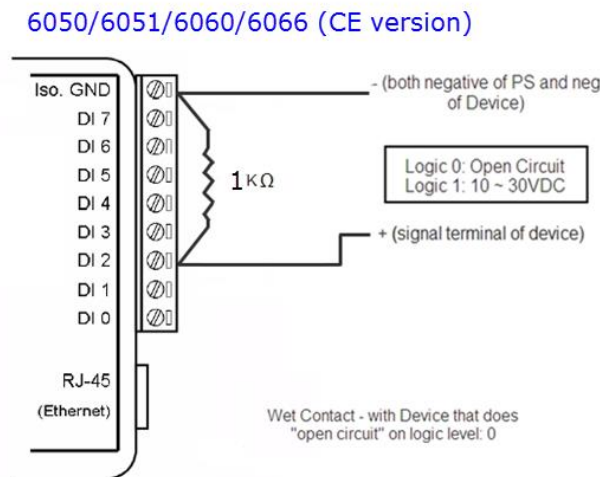 6050/6051/6060/6066 (CE version)
Iso. GND
DI 7
DI 6
DI 5
DI 4
DI 3
DI 2
DI 1
DI 0
RJ-45
(Ethernet)
1KΩ
- (both negative of PS and neg
of Device)
Logic 0: Open Circuit
Logic 1: 10 ~ 30VDC
+ (signal terminal of device)
Wet Contact - with Device that does
"open circuit" on logic level: 0